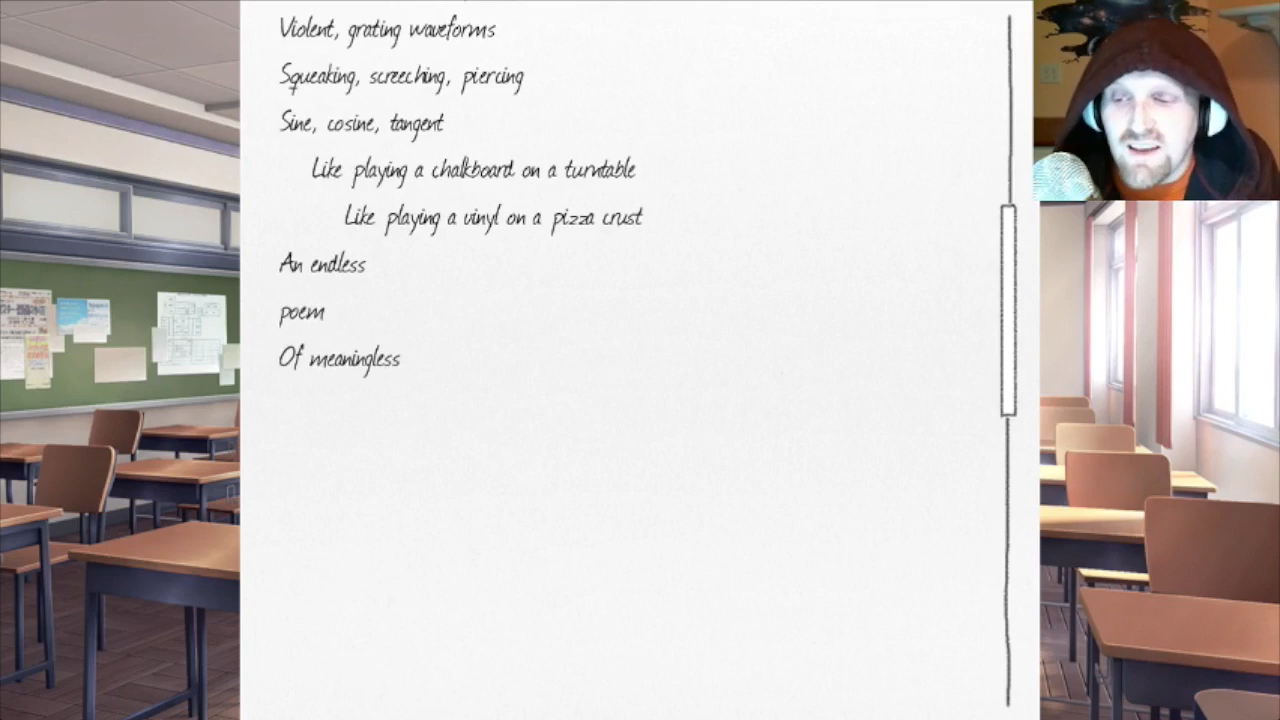 Violent, grating waveforms
Squeaking, screeching, piercing
Sine, cosine, tangent
Like playing a chalkboard on a turntable
Like playing a vinyl on a pizza crust
An endless
poem
Of meaningless